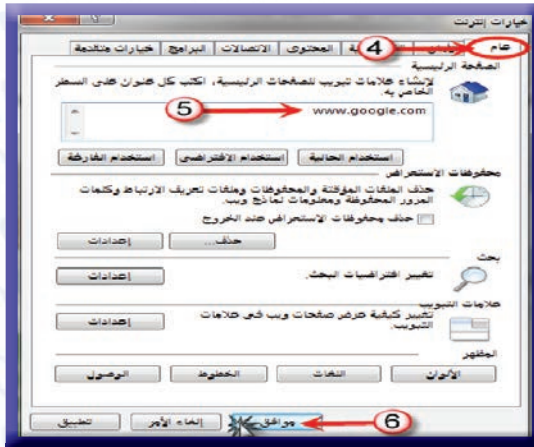 خيارات إنترنت
عام ④ المحتوى الاتصالات البرامج خيارات متقدمة
الصفحة الرئيسية
لإنشاء علامات تبويب للصفحات الرئيسية، اكتب كل عنوان على السطر
الخاص به.
www.google.com ⑤
استخدام الحالية استخدام الافتراضي استخدام الفارغة
محفوظات الاستعراض
حذف الملفات المؤقتة والمحفوظات وملفات تعريف الارتباط وكلمات
المرور المحفوظة ومعلومات نماذج ويب.
حذف محفوظات الاستعراض عند الخروج
حذف... إعدادات
بحث
تغيير افتراضيات البحث. إعدادات
علامات التبويب
تغيير كيفية عرض صفحات ويب في علامات إعدادات
التبويب.
المظهر
الألوان اللغات الخطوط الوصول
موافق إلغاء الأمر تطبيق ⑥